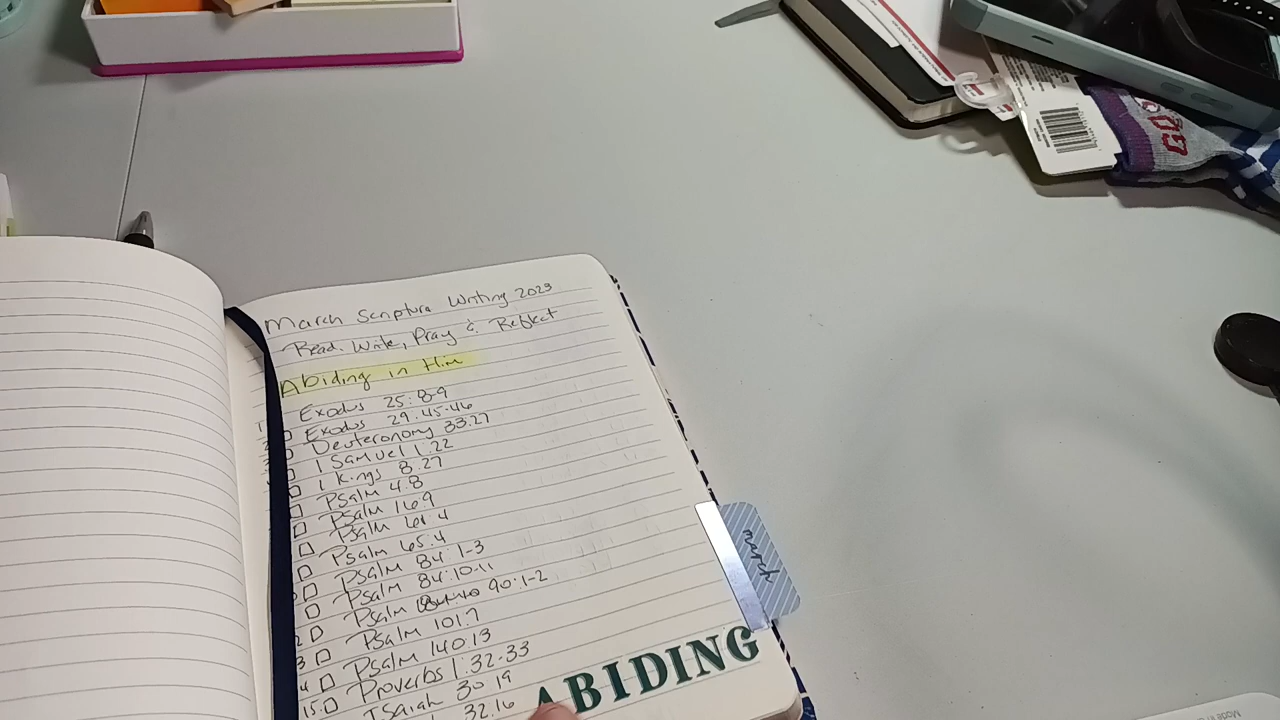 March Scripture Writing 2023
Read, Write, Pray & Reflect
Abiding in Him
Exodus 25:8-9
Exodus 29:45-46
Deuteronomy 33:27
1 Samuel 1:22
1 Kings 8:27
Psalm 4:8
Psalm 16:9
Psalm 61:4
Psalm 65:4
Psalm 84:1-3
Psalm 84:10-11
Psalm 90:1-2
Psalm 101:7
Psalm 140:13
Proverbs 1:32-33
15 Isaiah 30:19
32:16
march
ABIDING